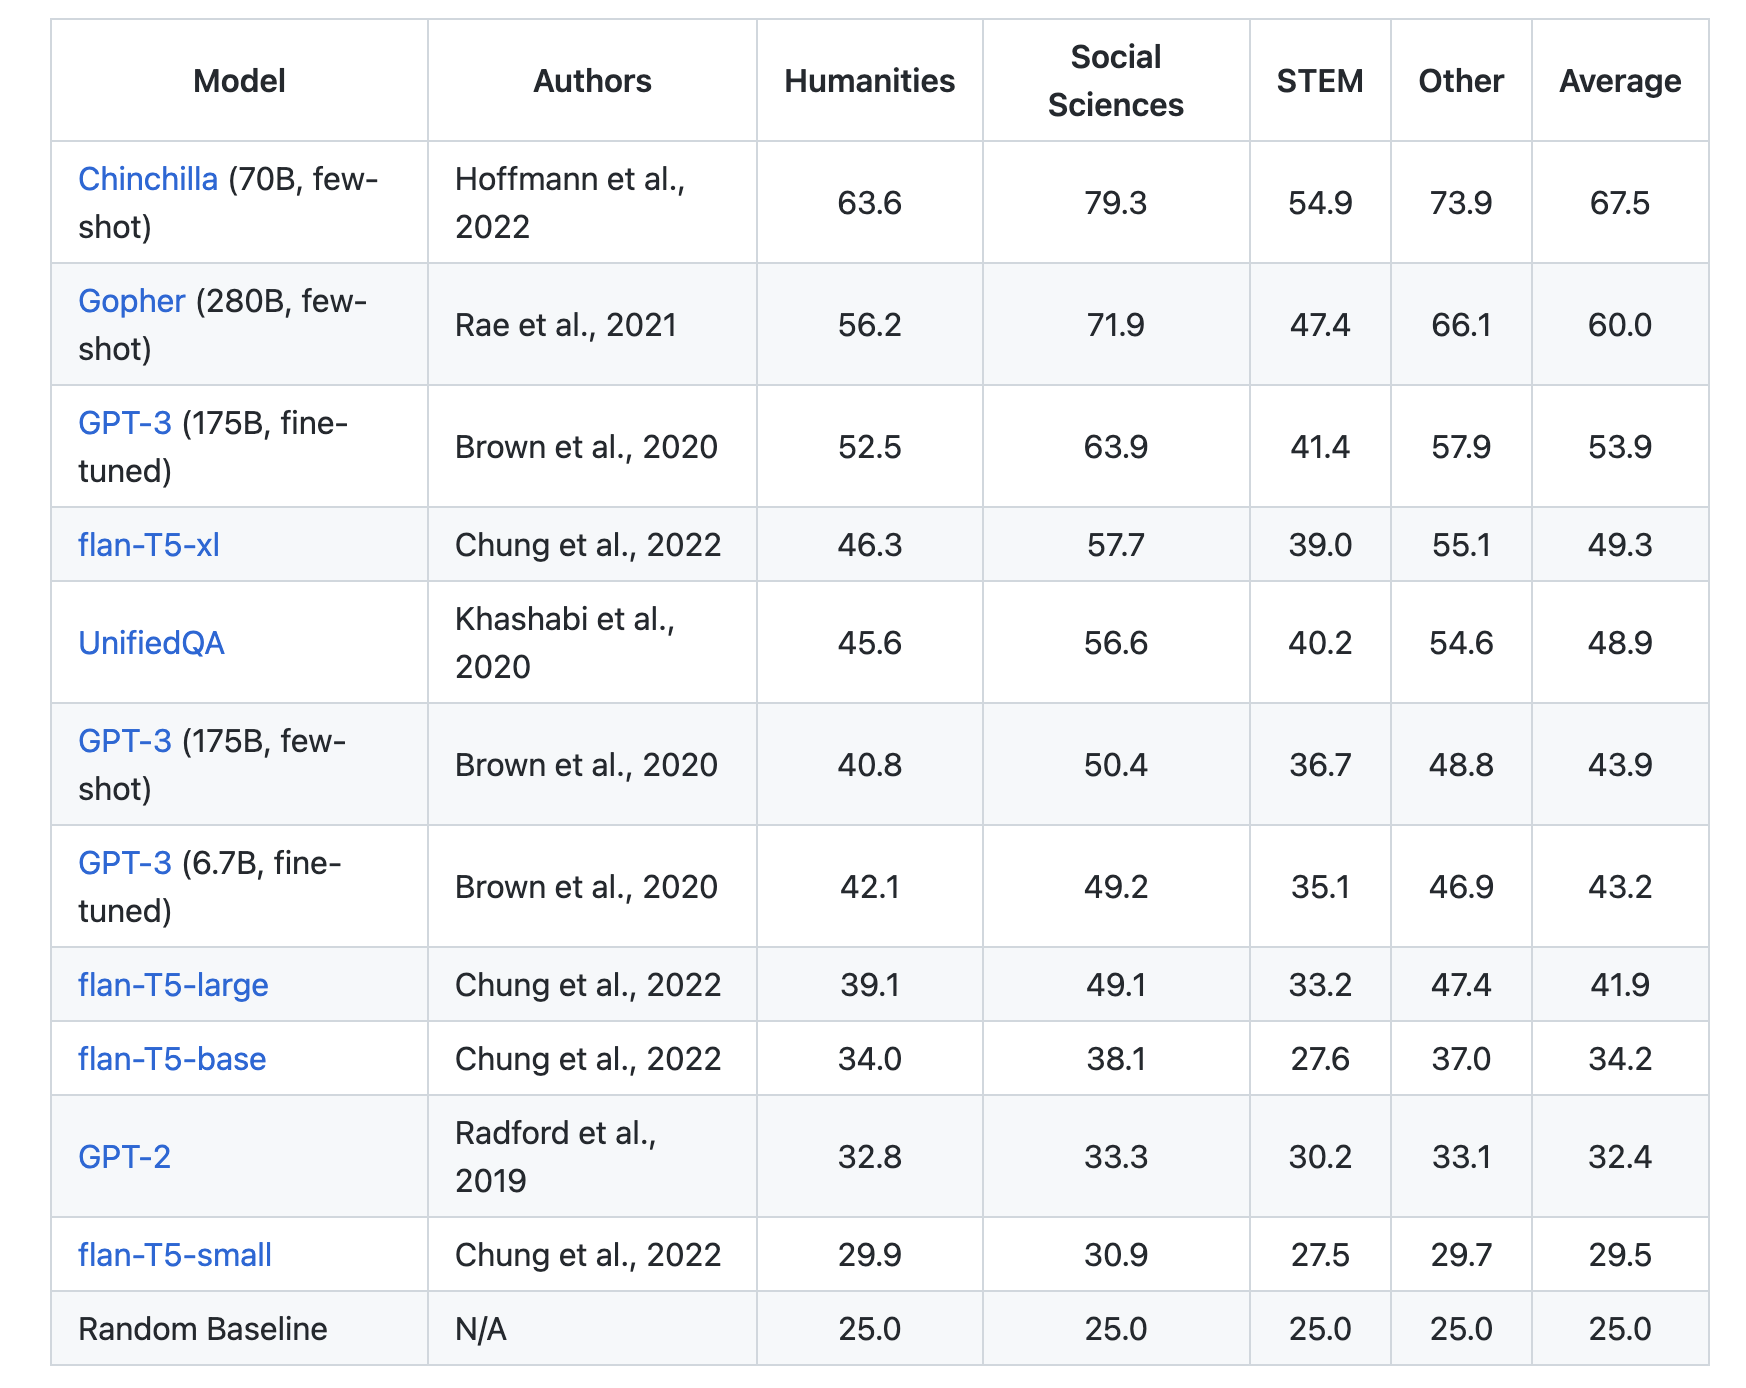 Model Authors Humanities Social Sciences STEM Other Average
Chinchilla (70B, few-shot) Hoffmann et al., 2022 63.6 79.3 54.9 73.9 67.5
Gopher (280B, few-shot) Rae et al., 2021 56.2 71.9 47.4 66.1 60.0
GPT-3 (175B, fine-tuned) Brown et al., 2020 52.5 63.9 41.4 57.9 53.9
flan-T5-xl Chung et al., 2022 46.3 57.7 39.0 55.1 49.3
UnifiedQA Khashabi et al., 2020 45.6 56.6 40.2 54.6 48.9
GPT-3 (175B, few-shot) Brown et al., 2020 40.8 50.4 36.7 48.8 43.9
GPT-3 (6.7B, fine-tuned) Brown et al., 2020 42.1 49.2 35.1 46.9 43.2
flan-T5-large Chung et al., 2022 39.1 49.1 33.2 47.4 41.9
flan-T5-base Chung et al., 2022 34.0 38.1 27.6 37.0 34.2
GPT-2 Radford et al., 2019 32.8 33.3 30.2 33.1 32.4
flan-T5-small Chung et al., 2022 29.9 30.9 27.5 29.7 29.5
Random Baseline N/A 25.0 25.0 25.0 25.0 25.0